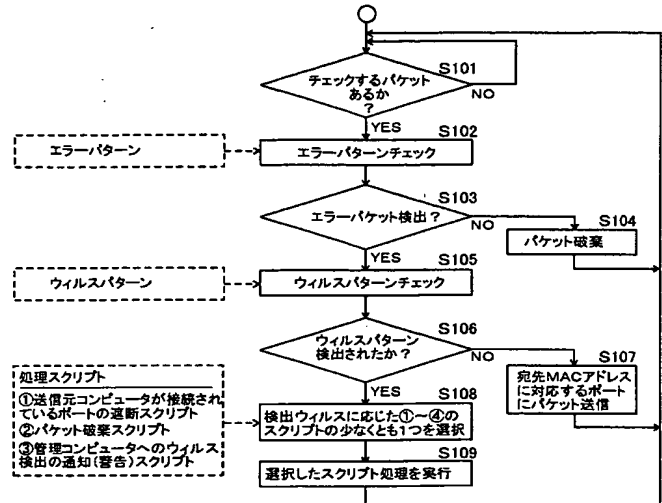 S101
チェックするパケット
あるか
?
NO
YES
S102
エラーパターン
エラーパターンチェック
S103
エラーパケット検出?
NO
S104
パケット破棄
YES
S105
ウィルスパターン
ウィルスパターンチェック
S106
ウィルスパターン
検出されたか?
NO
S107
宛先MACアドレス
に対応するポート
にパケット送信
YES
処理スクリプト
①送信元コンピュータが接続され
ているポートの遮断スクリプト
②パケット破棄スクリプト
③管理コンピュータへのウィルス
検出の通知(警告)スクリプト
S108
検出ウィルスに応じた①~④の
スクリプトの少なくとも1つを選択
S109
選択したスクリプト処理を実行